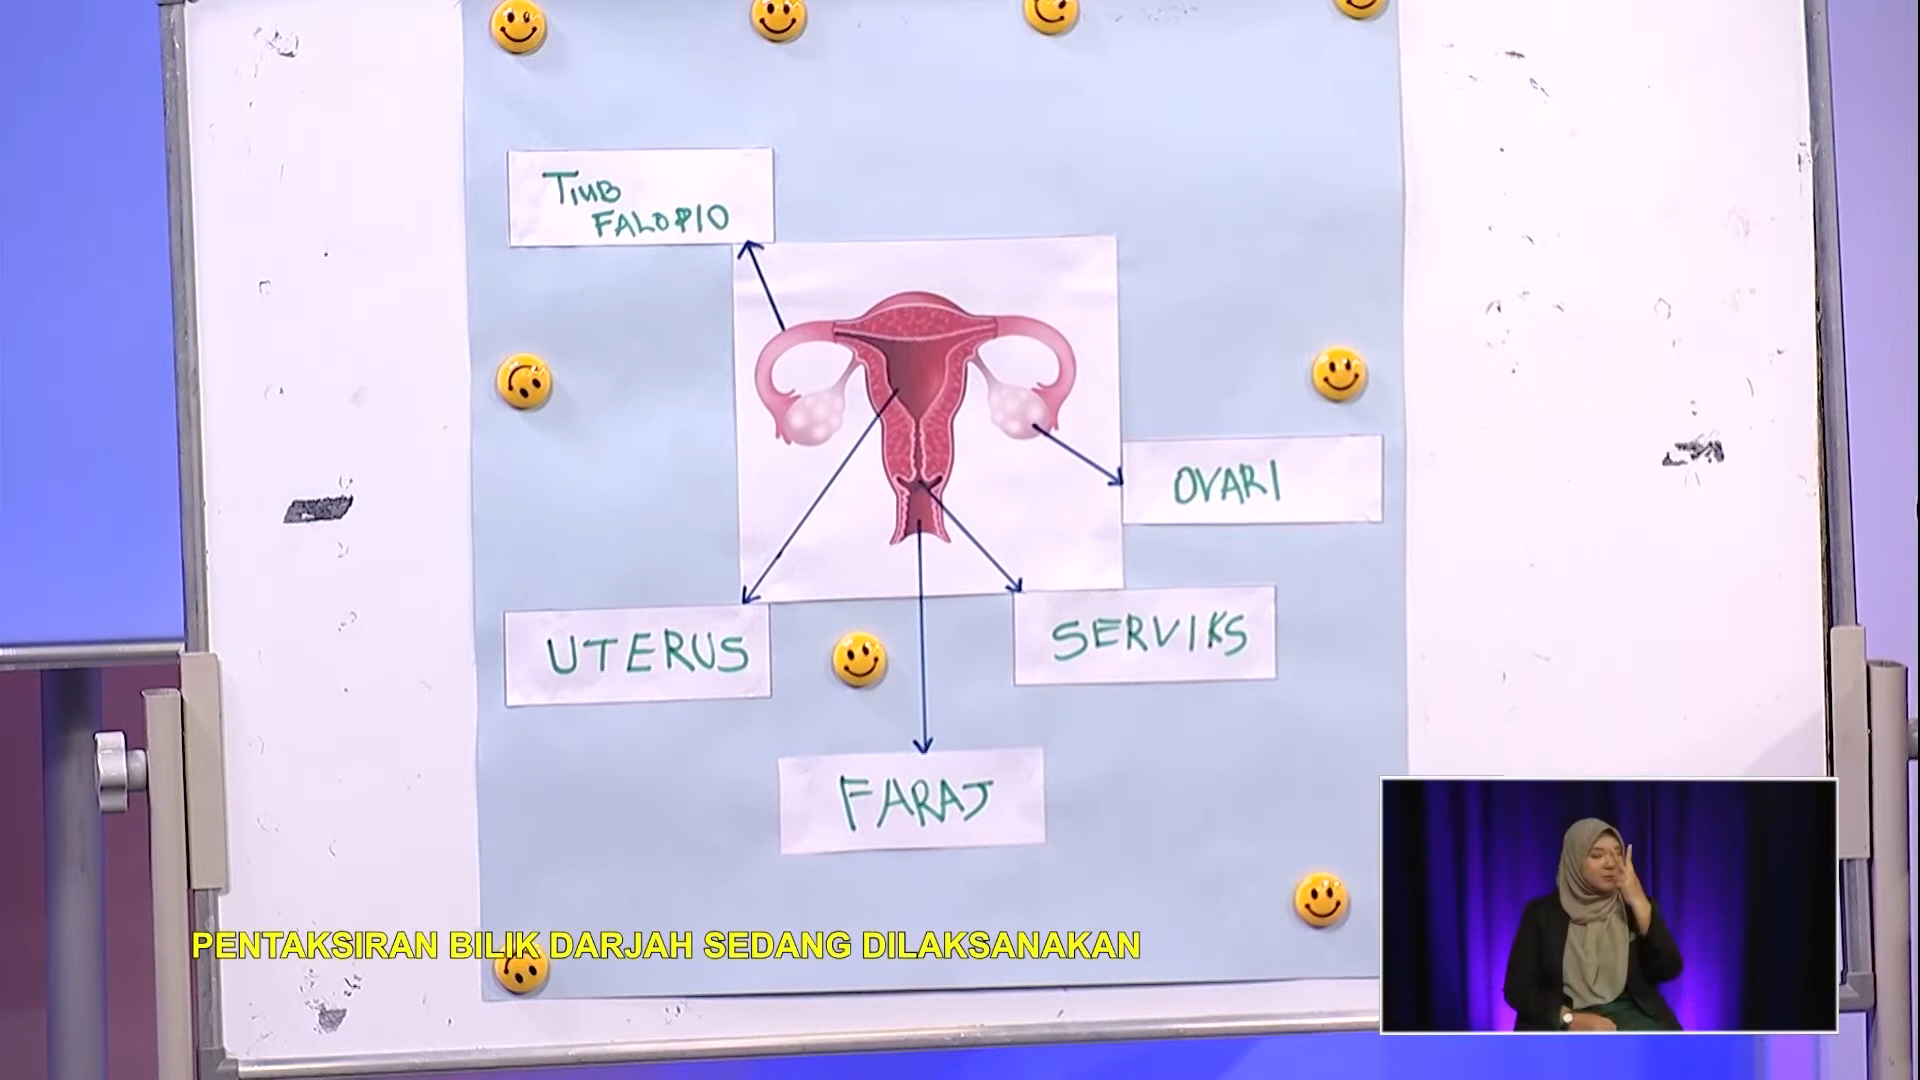 TIUB
FALOPIO
OVARI
UTERUS
SERVIKS
FARAJ
PENTAKSIRAN BILIK DARJAH SEDANG DILAKSANAKAN